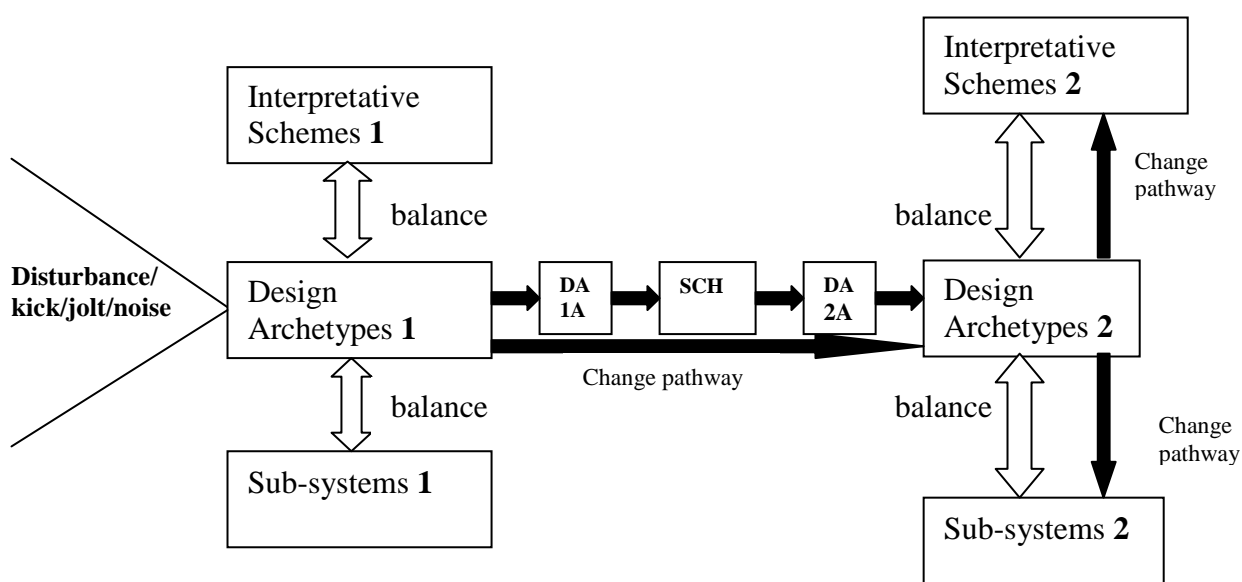 Interpretative
Schemes 1
balance
Disturbance/
kick/jolt/noise
Design
Archetypes 1
balance
Sub-systems 1
DA
1A
SCH
DA
2A
Change pathway
Interpretative
Schemes 2
balance
Change
pathway
Design
Archetypes 2
balance
Change
pathway
Sub-systems 2